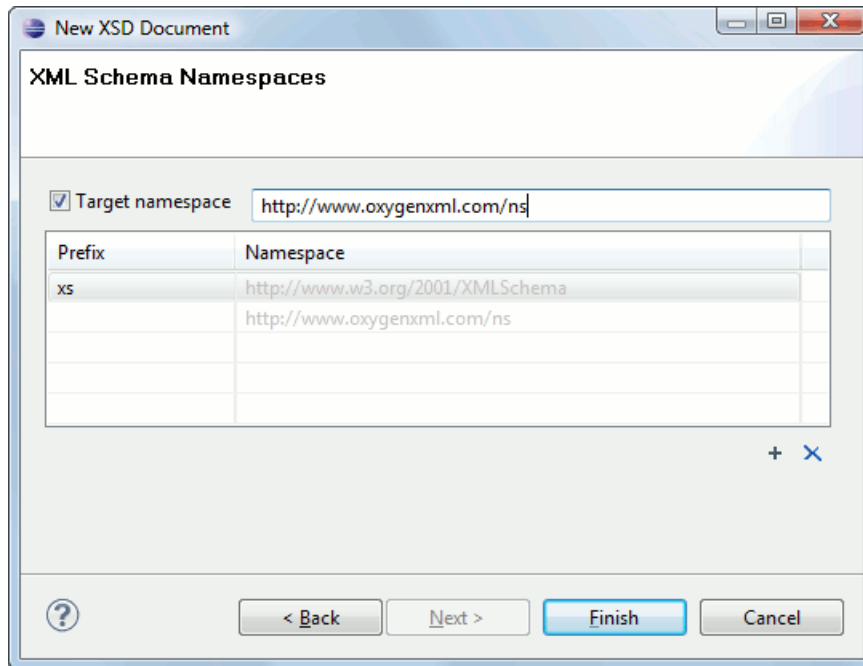 New XSD Document
XML Schema Namespaces
Target namespace http://www.oxygenxml.com/ns
Prefix Namespace
xs http://www.w3.org/2001/XMLSchema
http://www.oxygenxml.com/ns
< Back Next > Finish Cancel